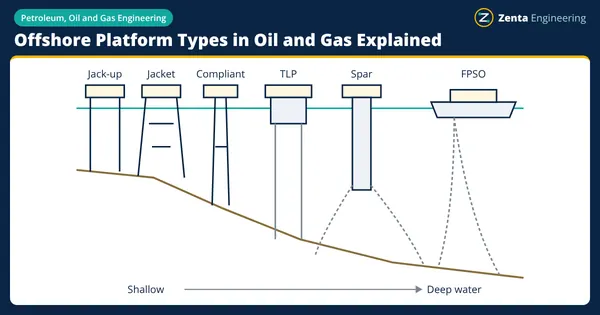 Petroleum, Oil and Gas Engineering
Zenta Engineering
Offshore Platform Types in Oil and Gas Explained
Jack-up Jacket Compliant TLP Spar FPSO
Shallow Deep water